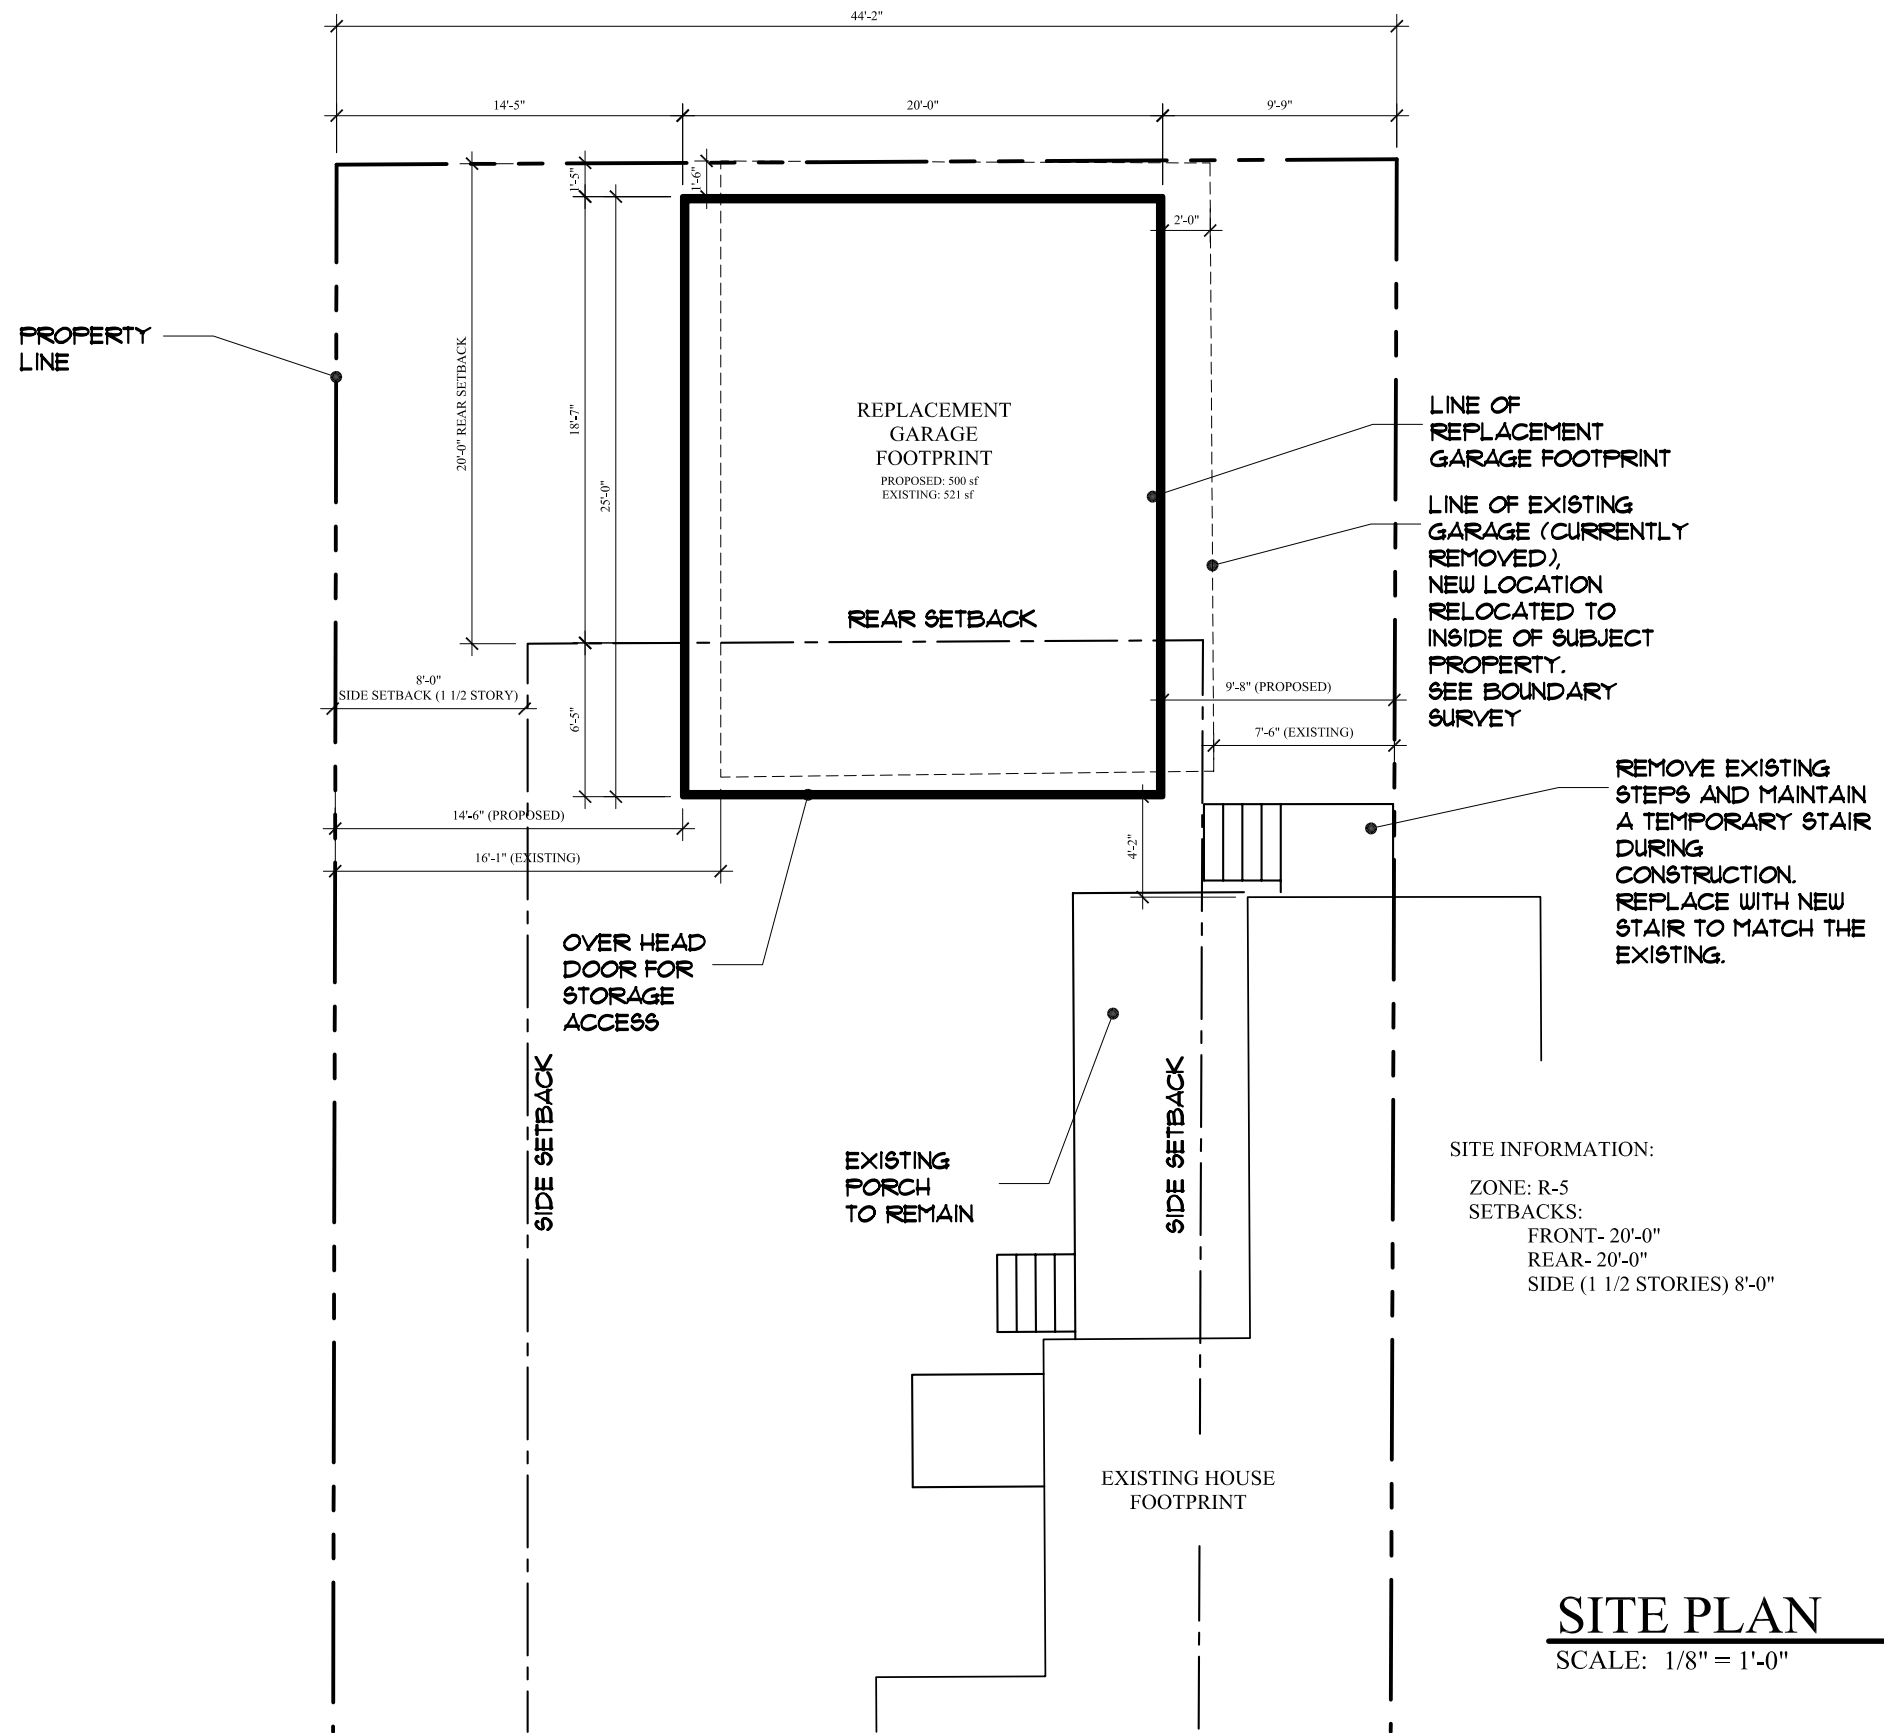 44'-2"
14'-5"
20'-0"
9'-9"
1'-5"
1'-6"
2'-0"
PROPERTY
LINE
20'-0" REAR SETBACK
18'-7"
25'-0"
REPLACEMENT
GARAGE
FOOTPRINT
PROPOSED: 500 sf
EXISTING: 521 sf
LINE OF
REPLACEMENT
GARAGE FOOTPRINT
LINE OF EXISTING
GARAGE (CURRENTLY
REMOVED),
NEW LOCATION
RELOCATED TO
INSIDE OF SUBJECT
PROPERTY.
SEE BOUNDARY
SURVEY
REAR SETBACK
8'-0"
SIDE SETBACK (1 1/2 STORY)
6'-5"
9'-8" (PROPOSED)
7'-6" (EXISTING)
REMOVE EXISTING
STEPS AND MAINTAIN
A TEMPORARY STAIR
DURING
CONSTRUCTION.
REPLACE WITH NEW
STAIR TO MATCH THE
EXISTING.
14'-6" (PROPOSED)
16'-1" (EXISTING)
4'-2"
OVER HEAD
DOOR FOR
STORAGE
ACCESS
SIDE SETBACK
SIDE SETBACK
EXISTING
PORCH
TO REMAIN
SITE INFORMATION:
ZONE: R-5
SETBACKS:
FRONT- 20'-0"
REAR- 20'-0"
SIDE (1 1/2 STORIES) 8'-0"
EXISTING HOUSE
FOOTPRINT
SITE PLAN
SCALE: 1/8" = 1'-0"